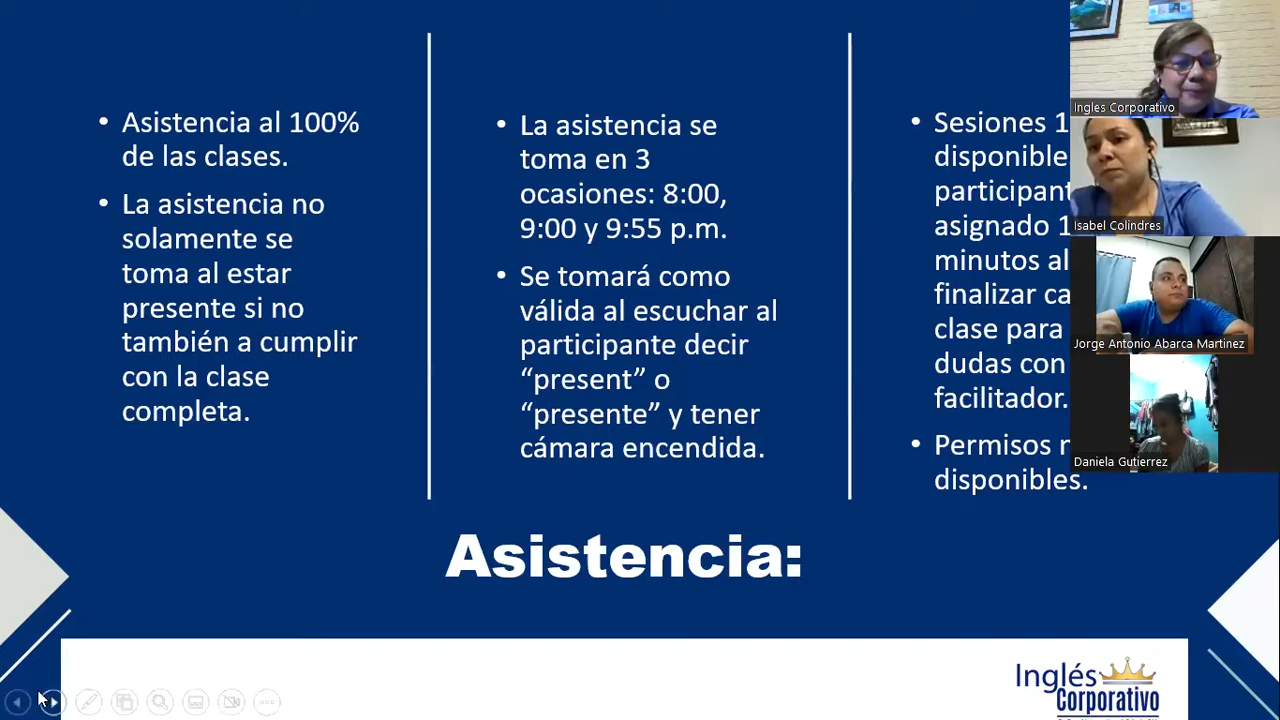 • Asistencia al 100%
de las clases.
• La asistencia no
solamente se
toma al estar
presente si no
también a cumplir
con la clase
completa.
• La asistencia se
toma en 3
ocasiones: 8:00,
9:00 y 9:55 p.m.
• Se tomará como
válida al escuchar al
participante decir
“present” o
“presente” y tener
cámara encendida.
• Sesiones 1
disponible
participant
asignado 1
minutos al
finalizar ca
clase para
dudas con
facilitador.
• Permisos n
disponibles.
Asistencia:
Ingles Corporativo
Isabel Colindres
Jorge Antonio Abarca Martinez
Daniela Gutierrez
Inglés
Corporativo